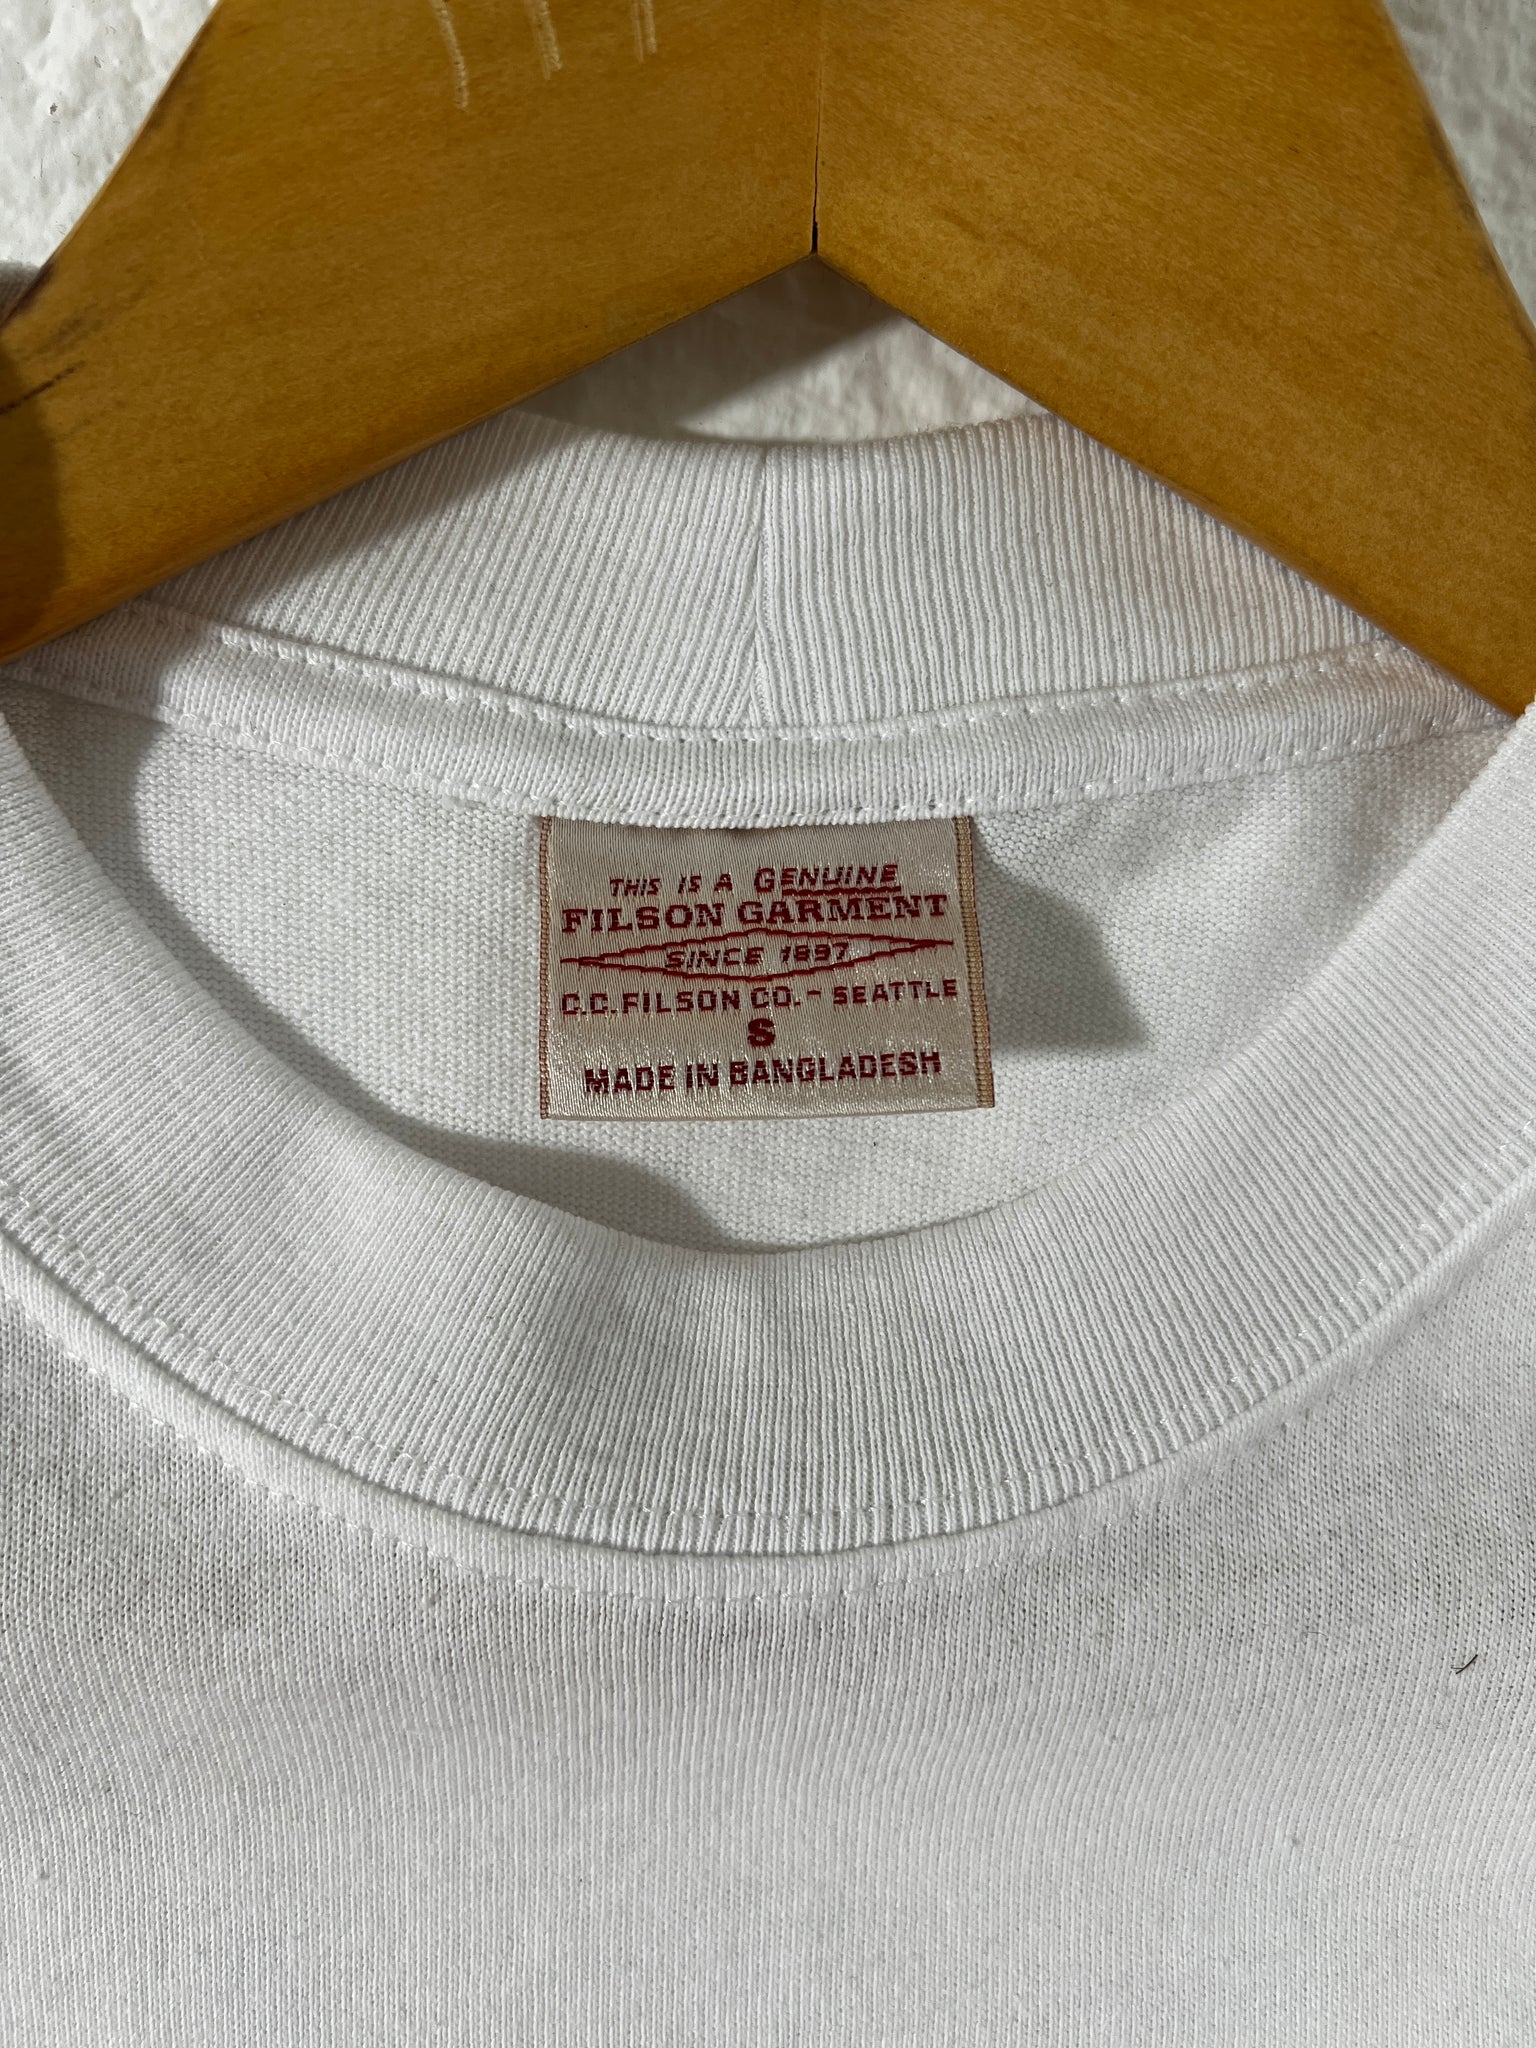 THIS IS A GENUINE
FILSON GARMENT
SINCE 1897
C.C. FILSON CO. - SEATTLE
S
MADE IN BANGLADESH